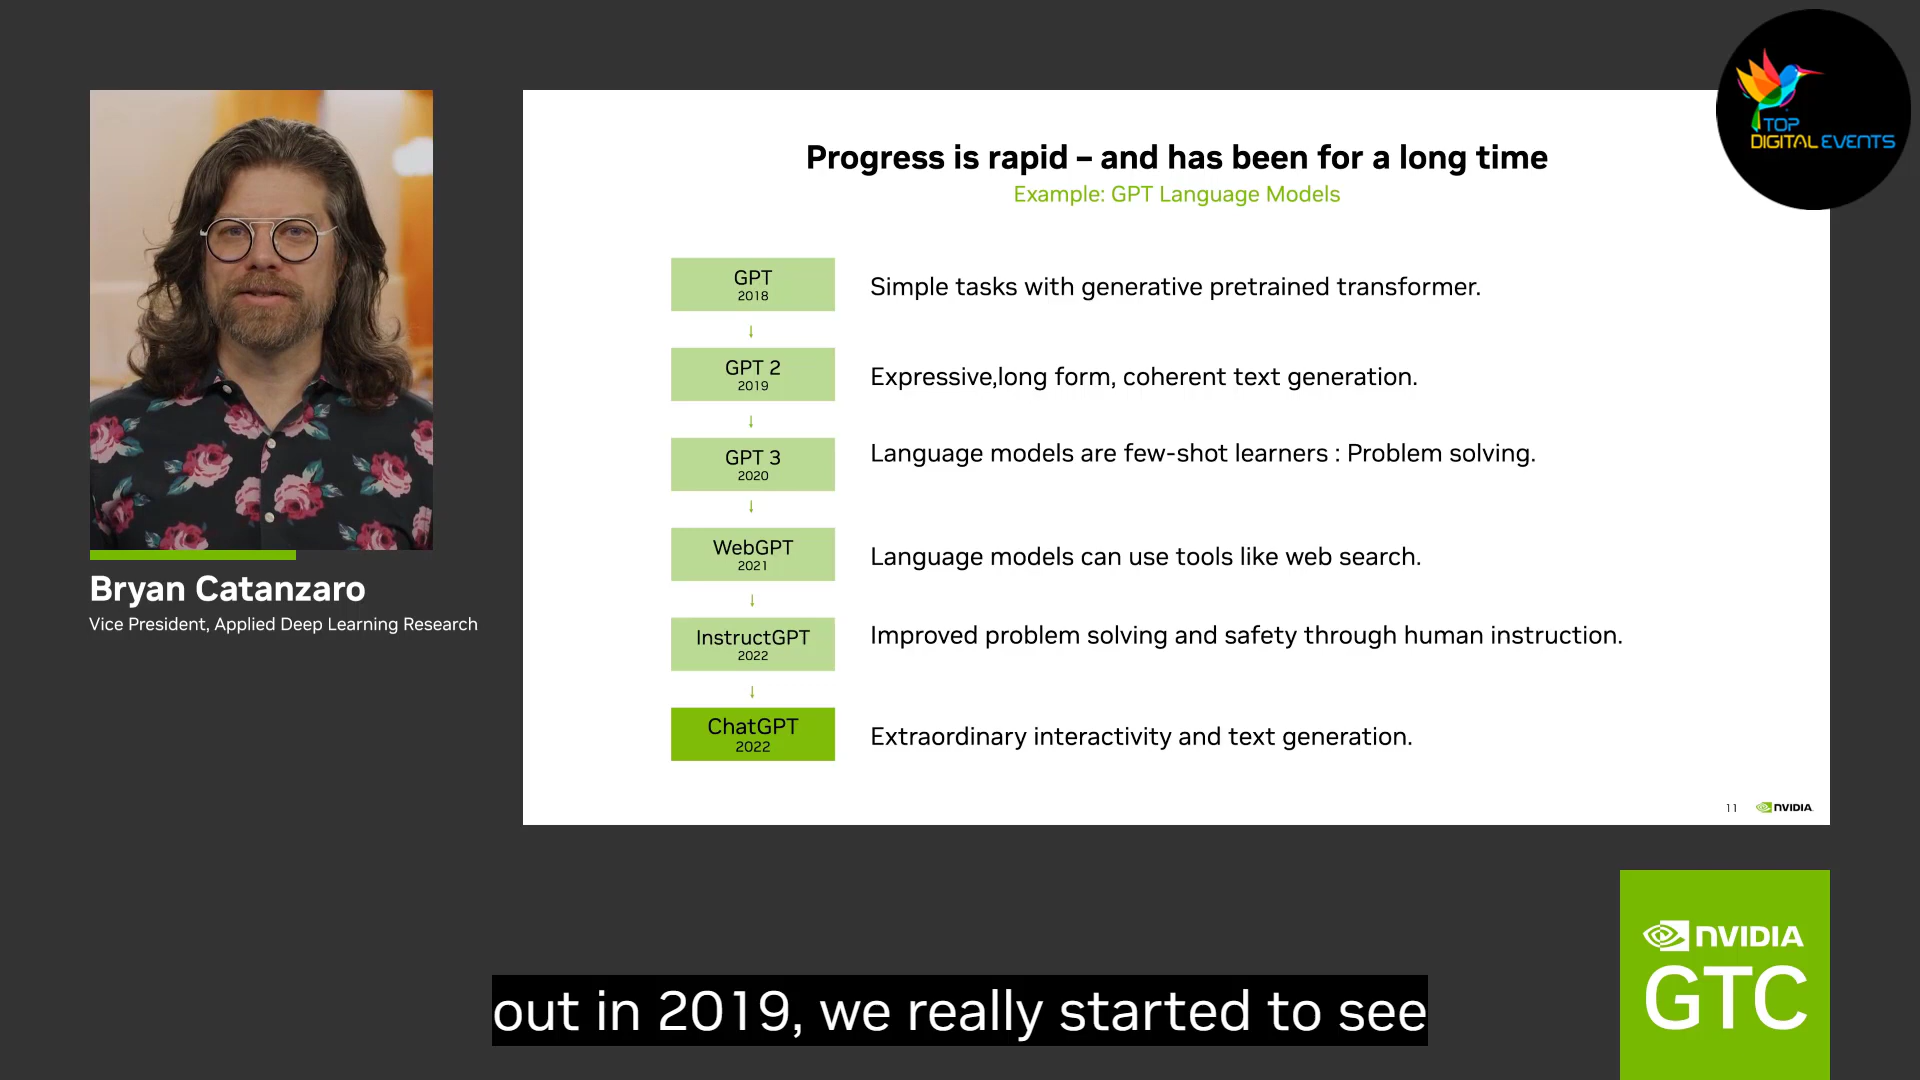 TOP
DIGITAL EVENTS
Progress is rapid – and has been for a long time
Example: GPT Language Models
GPT
2018
Simple tasks with generative pretrained transformer.
↓
GPT 2
2019
Expressive,long form, coherent text generation.
↓
GPT 3
2020
Language models are few-shot learners : Problem solving.
↓
WebGPT
2021
Language models can use tools like web search.
↓
InstructGPT
2022
Improved problem solving and safety through human instruction.
↓
ChatGPT
2022
Extraordinary interactivity and text generation.
11
NVIDIA
Bryan Catanzaro
Vice President, Applied Deep Learning Research
NVIDIA
GTC
out in 2019, we really started to see